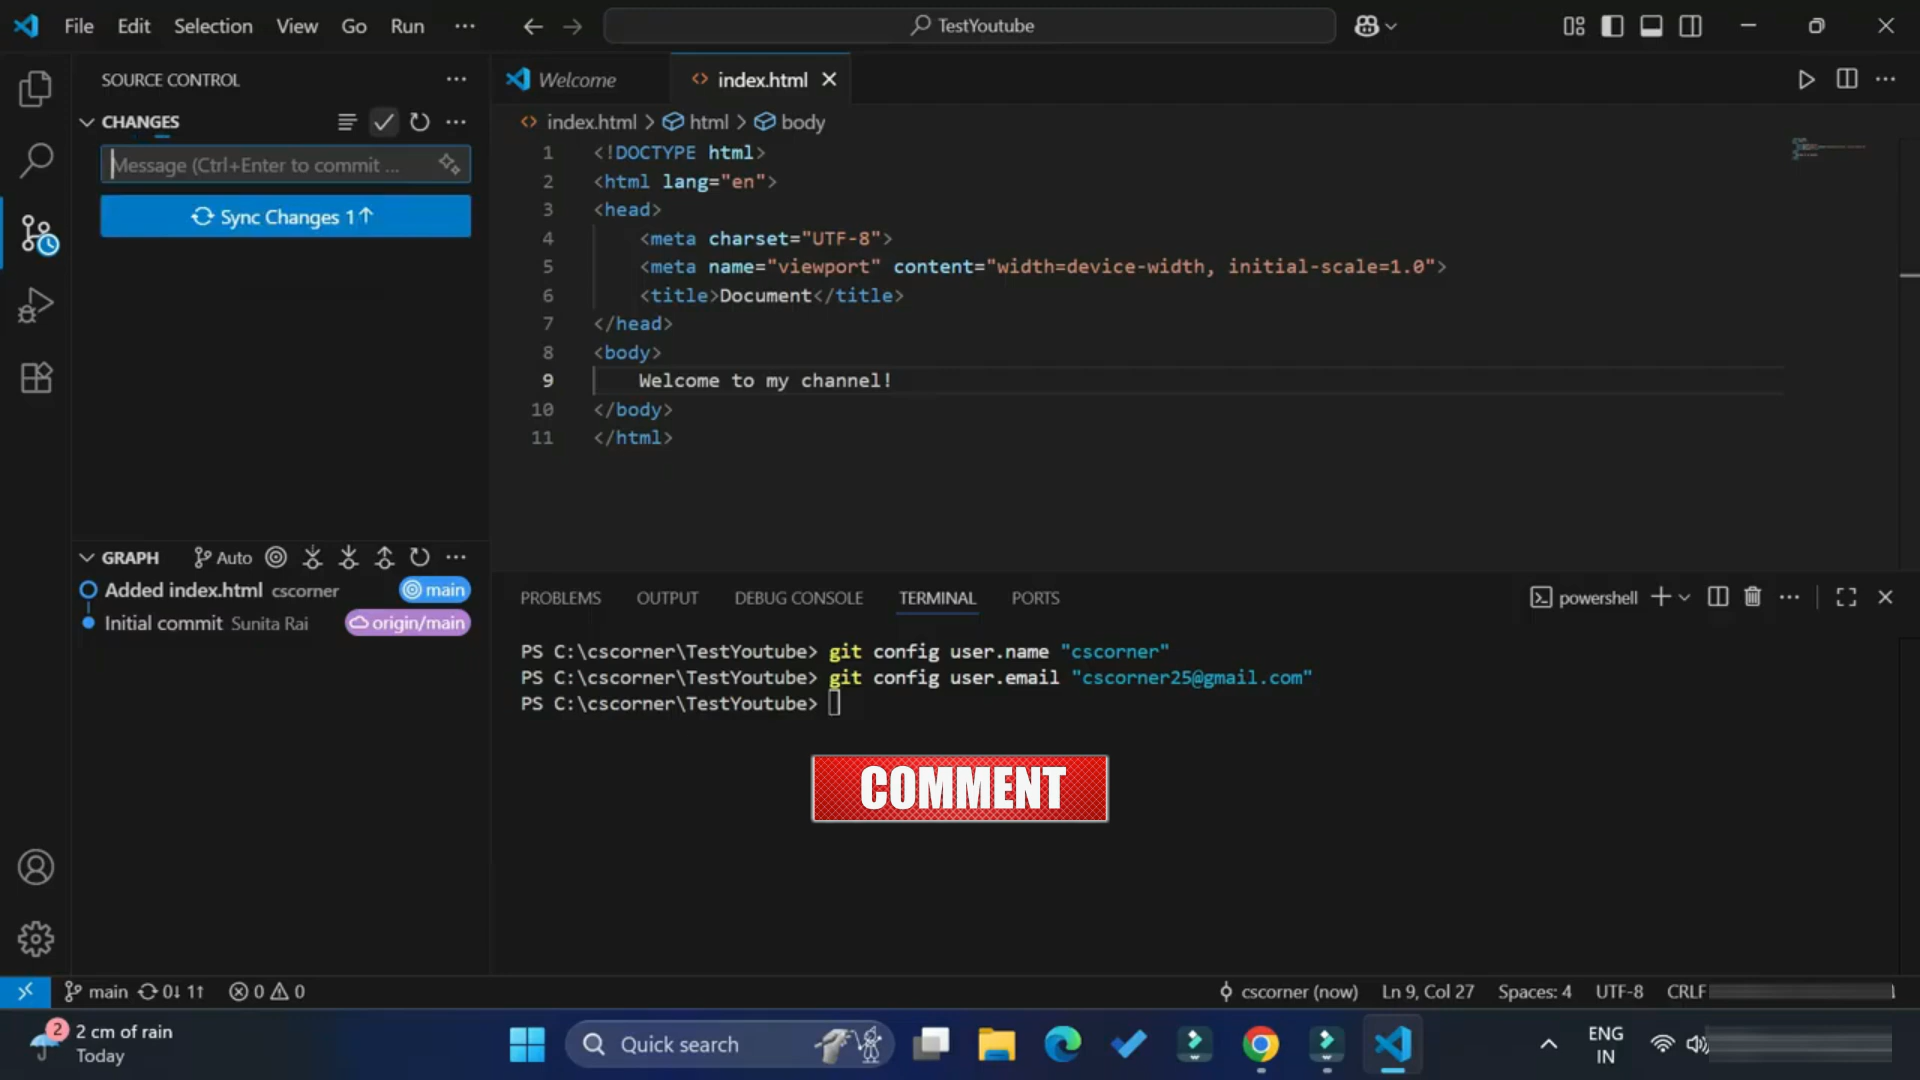 File Edit Selection View Go Run ··· TestYoutube
SOURCE CONTROL
Welcome index.html
CHANGES
index.html > html > body
Message (Ctrl+Enter to commit ...
Sync Changes 1↑
1 <!DOCTYPE html>
2 <html lang="en">
3 <head>
4 <meta charset="UTF-8">
5 <meta name="viewport" content="width=device-width, initial-scale=1.0">
6 <title>Document</title>
7 </head>
8 <body>
9 Welcome to my channel!
10 </body>
11 </html>
GRAPH Auto
Added index.html cscorner main
Initial commit Sunita Rai origin/main
PROBLEMS OUTPUT DEBUG CONSOLE TERMINAL PORTS powershell
PS C:\cscorner\TestYoutube> git config user.name "cscorner"
PS C:\cscorner\TestYoutube> git config user.email "cscorner25@gmail.com"
PS C:\cscorner\TestYoutube>
COMMENT
main 0↓ 1↑ 0 0 cscorner (now) Ln 9, Col 27 Spaces: 4 UTF-8 CRLF
2 2 cm of rain
Today
Quick search
ENG
IN